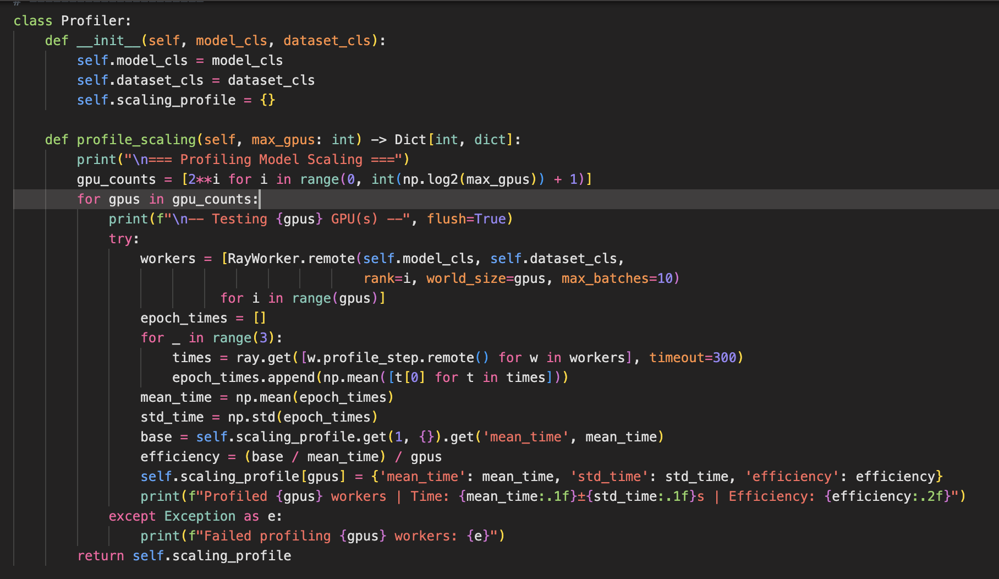 class Profiler:
    def __init__(self, model_cls, dataset_cls):
        self.model_cls = model_cls
        self.dataset_cls = dataset_cls
        self.scaling_profile = {}

    def profile_scaling(self, max_gpus: int) -> Dict[int, dict]:
        print("\n=== Profiling Model Scaling ===")
        gpu_counts = [2**i for i in range(0, int(np.log2(max_gpus)) + 1)]
        for gpus in gpu_counts:
            print(f"\n-- Testing {gpus} GPU(s) --", flush=True)
            try:
                workers = [RayWorker.remote(self.model_cls, self.dataset_cls,
                                            rank=i, world_size=gpus, max_batches=10)
                          for i in range(gpus)]
                epoch_times = []
                for _ in range(3):
                    times = ray.get([w.profile_step.remote() for w in workers], timeout=300)
                    epoch_times.append(np.mean([t[0] for t in times]))
                mean_time = np.mean(epoch_times)
                std_time = np.std(epoch_times)
                base = self.scaling_profile.get(1, {}).get('mean_time', mean_time)
                efficiency = (base / mean_time) / gpus
                self.scaling_profile[gpus] = {'mean_time': mean_time, 'std_time': std_time, 'efficiency': efficiency}
                print(f"Profiled {gpus} workers | Time: {mean_time:.1f}±{std_time:.1f}s | Efficiency: {efficiency:.2f}")
            except Exception as e:
                print(f"Failed profiling {gpus} workers: {e}")
        return self.scaling_profile